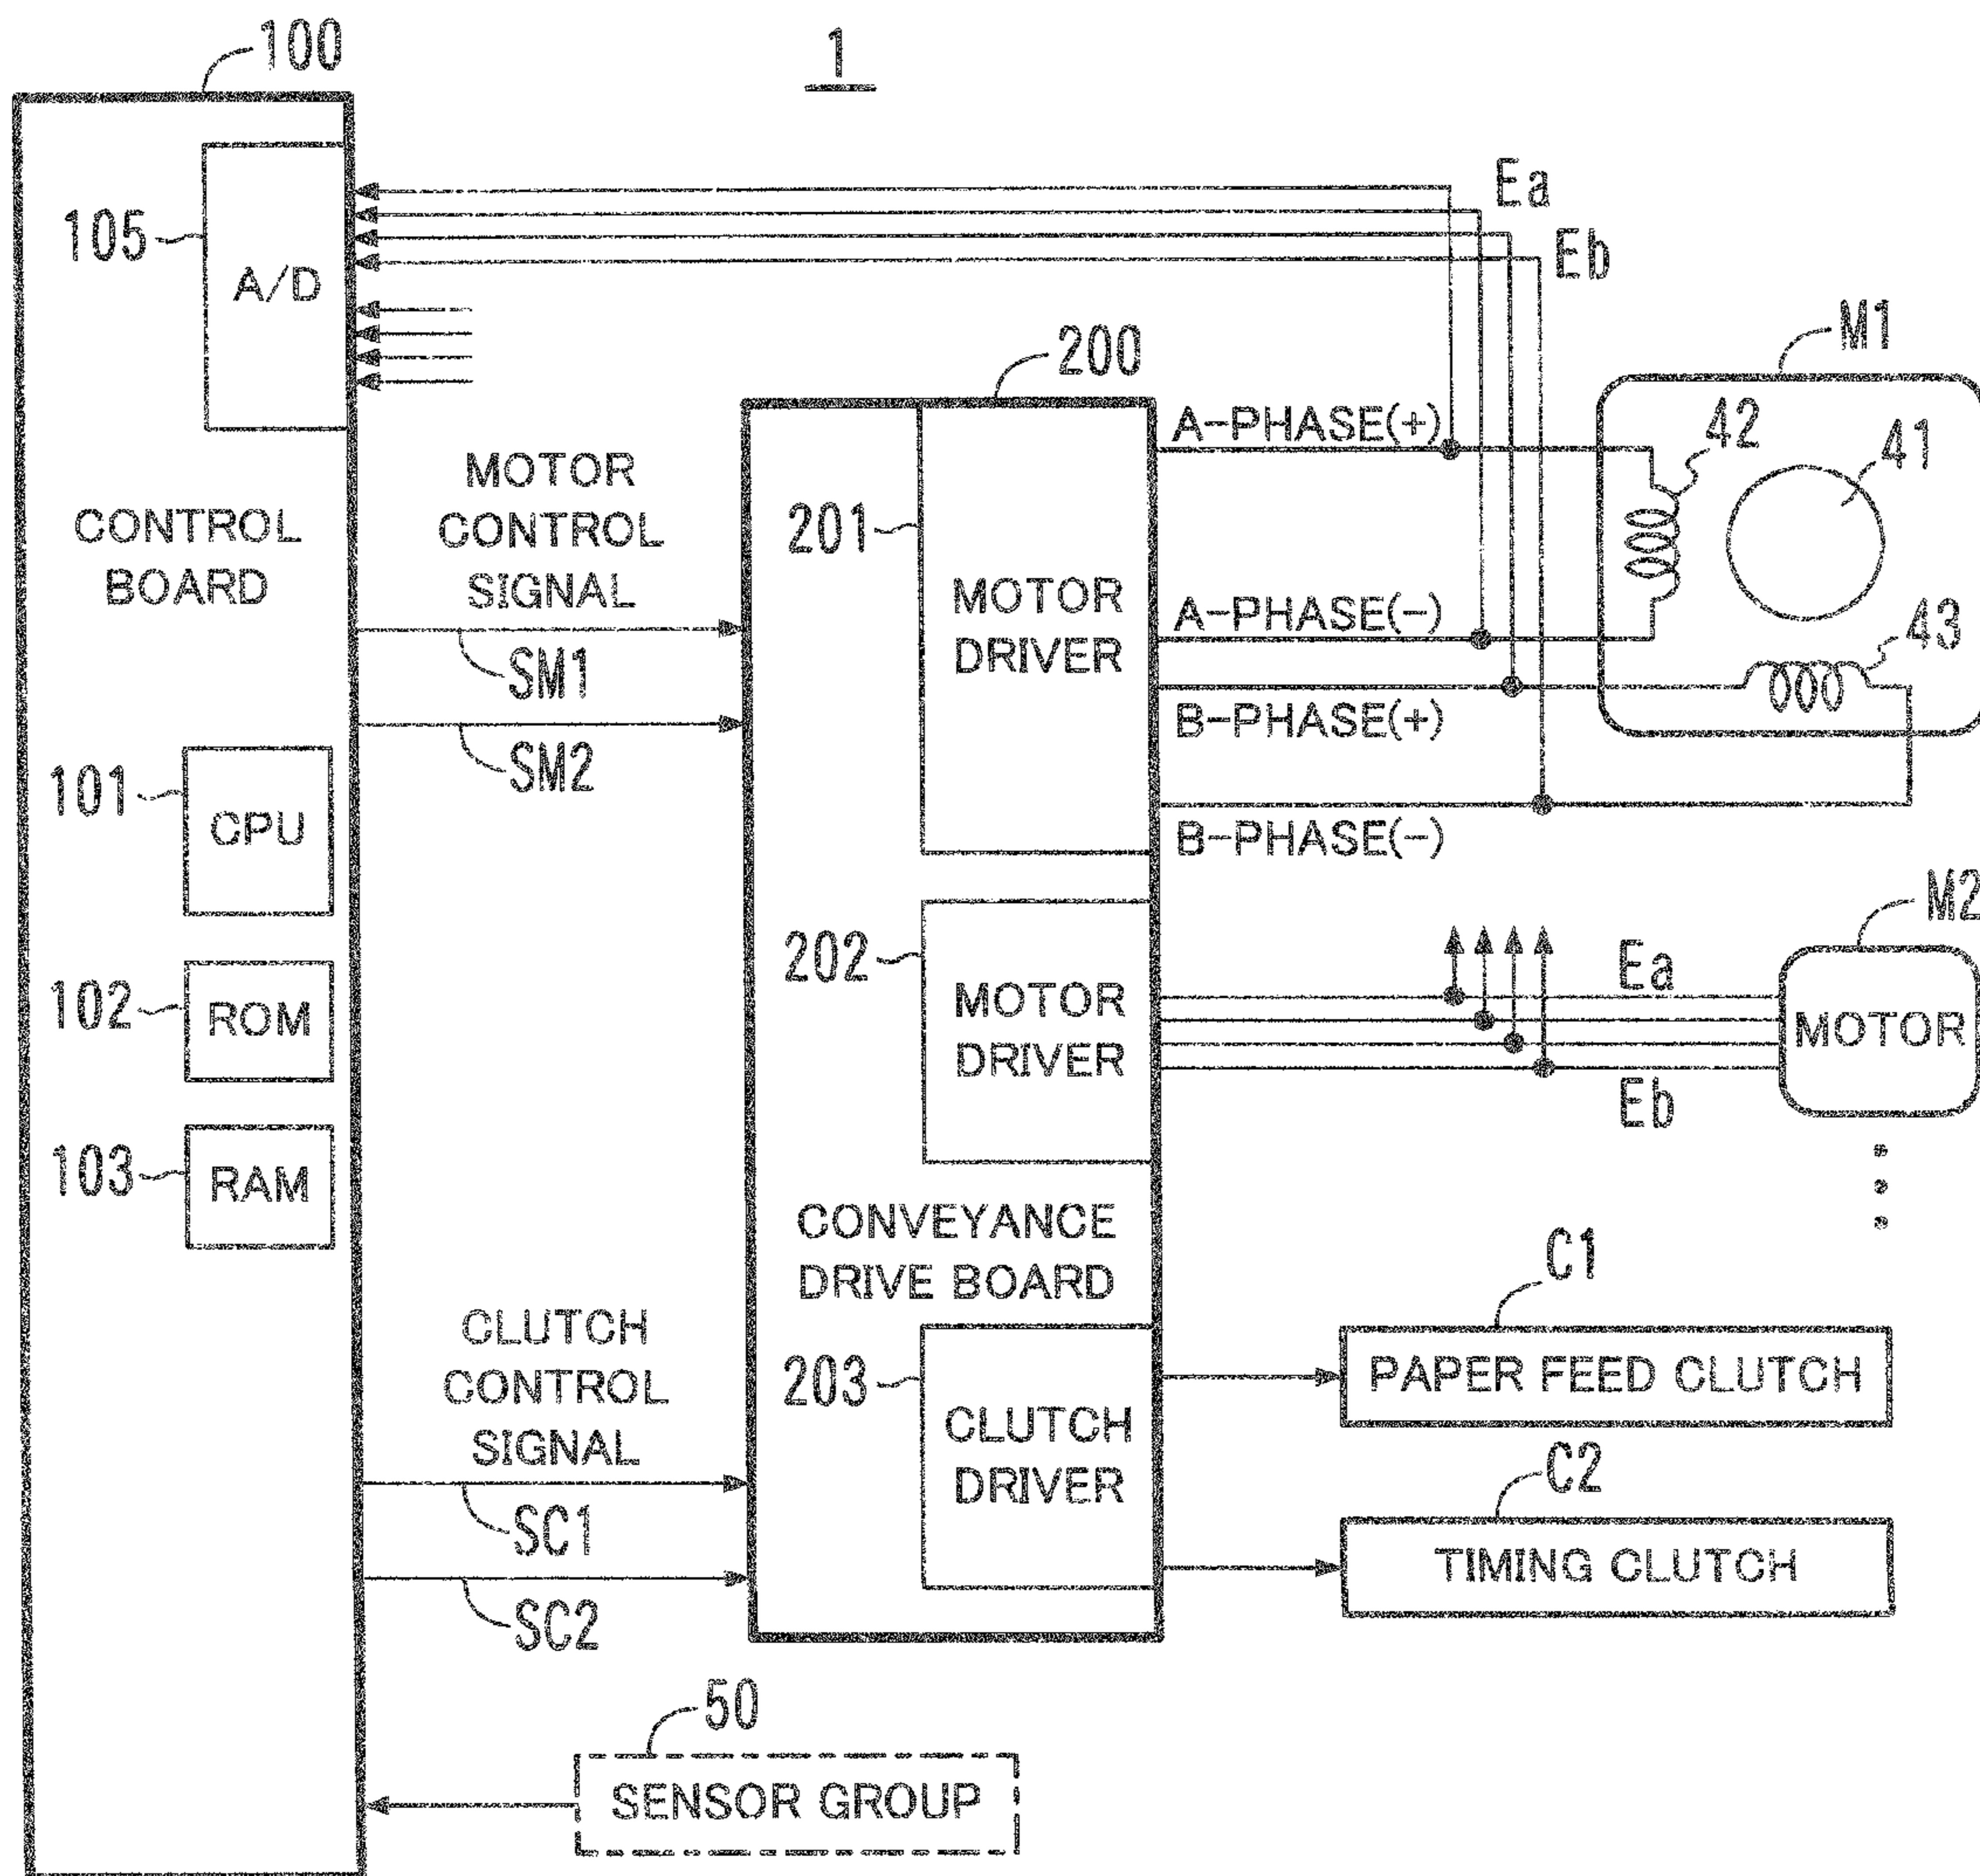 100
1
105
A/D
Ea
Eb
CONTROL
BOARD
MOTOR
CONTROL
SIGNAL
SM1
SM2
200
201
MOTOR
DRIVER
A-PHASE(+)
A-PHASE(-)
B-PHASE(+)
B-PHASE(-)
M1
42
41
43
101
CPU
102
ROM
103
RAM
202
MOTOR
DRIVER
Ea
Eb
M2
MOTOR
CONVEYANCE
DRIVE BOARD
CLUTCH
CONTROL
SIGNAL
SC1
SC2
203
CLUTCH
DRIVER
C1
PAPER FEED CLUTCH
C2
TIMING CLUTCH
50
SENSOR GROUP